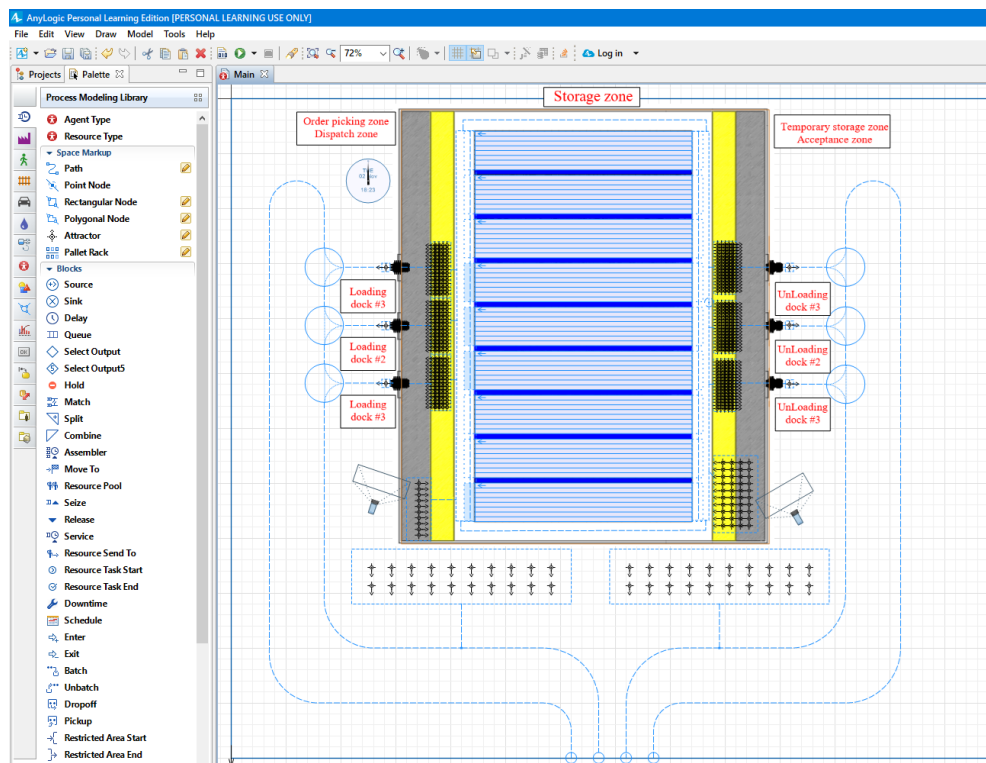 AnyLogic Personal Learning Edition [PERSONAL LEARNING USE ONLY]
File Edit View Draw Model Tools Help
72%
Log in
Projects
Palette
Main
Process Modeling Library
Agent Type
Resource Type
Space Markup
Path
Point Node
Rectangular Node
Polygonal Node
Attractor
Pallet Rack
Blocks
Source
Sink
Delay
Queue
Select Output
Select Output5
Hold
Match
Split
Combine
Assembler
Move To
Resource Pool
Seize
Release
Service
Resource Send To
Resource Task Start
Resource Task End
Downtime
Schedule
Enter
Exit
Batch
Unbatch
Dropoff
Pickup
Restricted Area Start
Restricted Area End
Storage zone
Order picking zone
Dispatch zone
Temporary storage zone
Acceptance zone
16:23
Loading
dock #3
Loading
dock #2
Loading
dock #3
UnLoading
dock #3
UnLoading
dock #2
UnLoading
dock #3